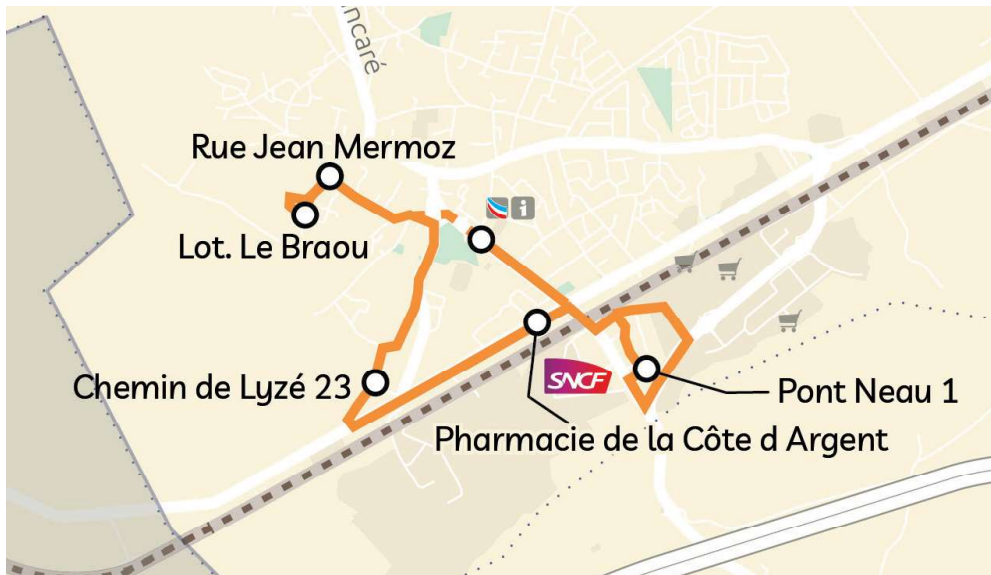 ncaré
Rue Jean Mermoz
Lot. Le Braou
i
SNCF
Chemin de Lyzé 23
Pont Neau 1
Pharmacie de la Côte d Argent